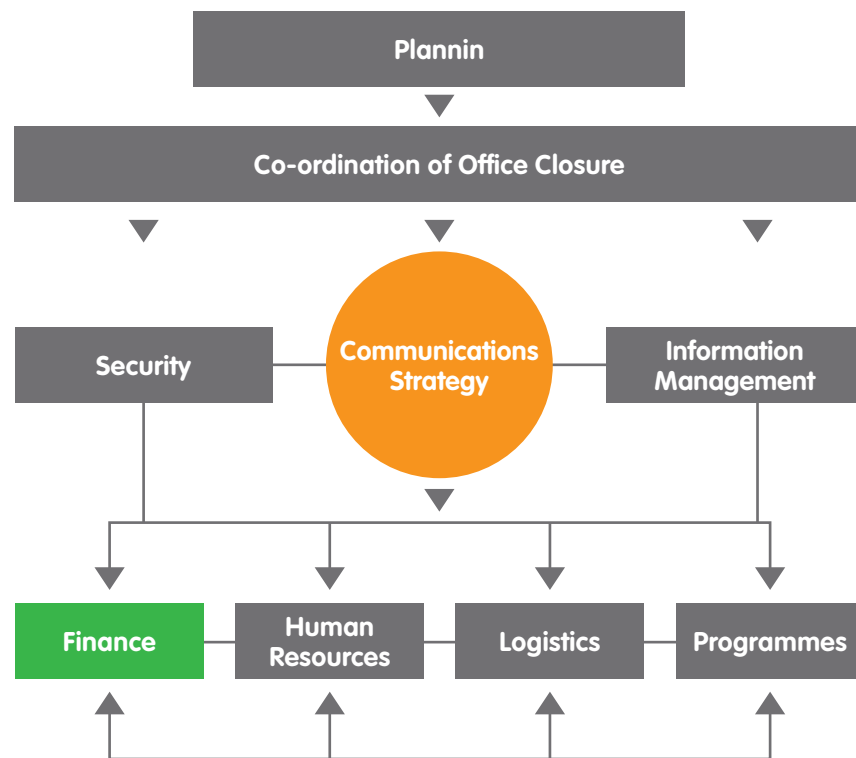 Plannin
Co-ordination of Office Closure
Communications
Strategy
Security
Information
Management
Finance
Human
Resources
Logistics
Programmes